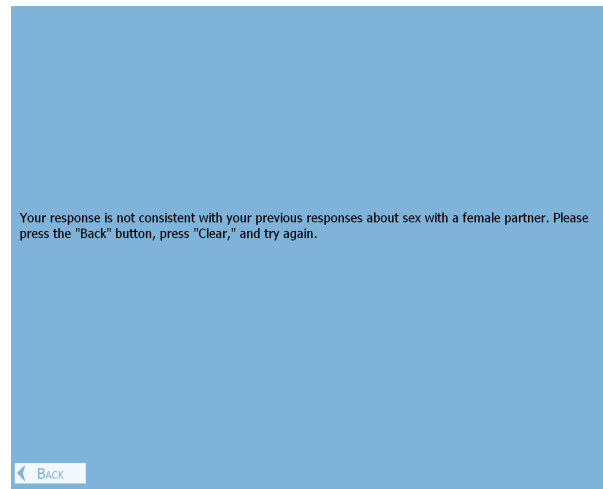 Your response is not consistent with your previous responses about sex with a female partner. Please
press the "Back" button, press "Clear," and try again.
BACK